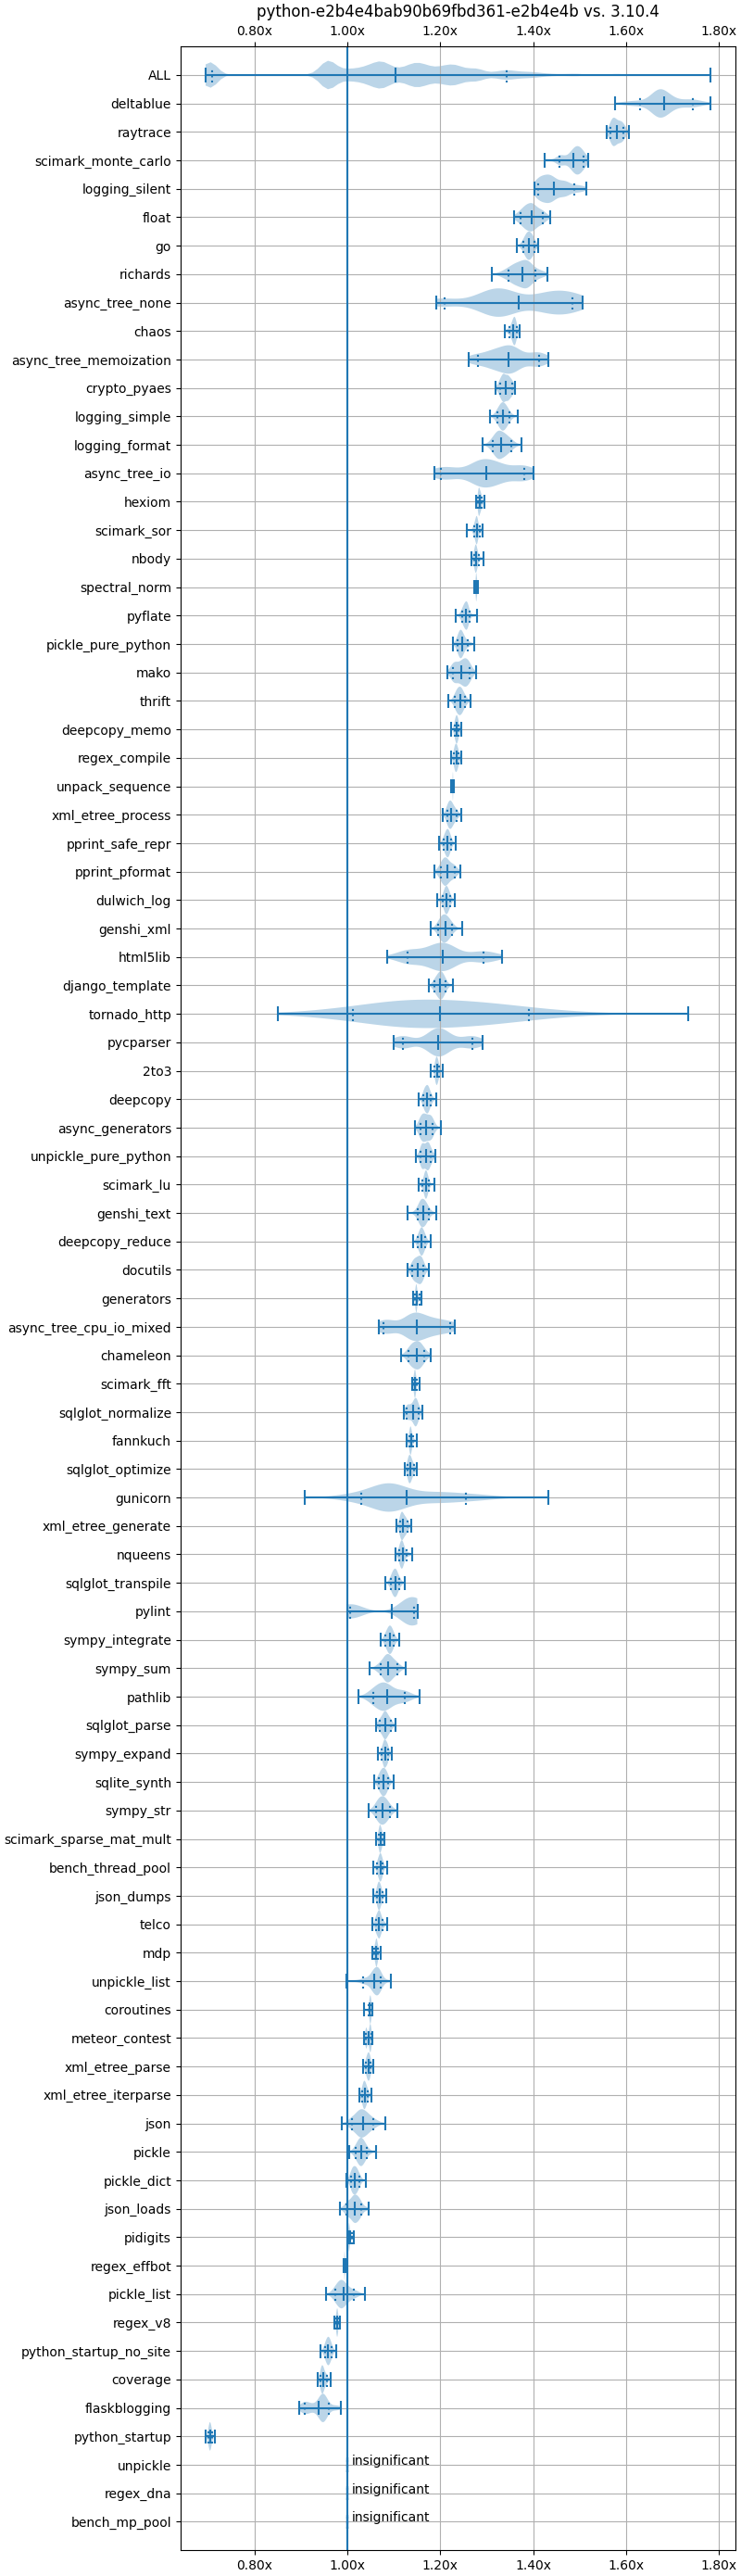 python-e2b4e4bab90b69fbd361-e2b4e4b vs. 3.10.4
0.80x 1.00x 1.20x 1.40x 1.60x 1.80x
ALL
deltablue
raytrace
scimark_monte_carlo
logging_silent
float
go
richards
async_tree_none
chaos
async_tree_memoization
crypto_pyaes
logging_simple
logging_format
async_tree_io
hexiom
scimark_sor
nbody
spectral_norm
pyflate
pickle_pure_python
mako
thrift
deepcopy_memo
regex_compile
unpack_sequence
xml_etree_process
pprint_safe_repr
pprint_pformat
dulwich_log
genshi_xml
html5lib
django_template
tornado_http
pycparser
2to3
deepcopy
async_generators
unpickle_pure_python
scimark_lu
genshi_text
deepcopy_reduce
docutils
generators
async_tree_cpu_io_mixed
chameleon
scimark_fft
sqlglot_normalize
fannkuch
sqlglot_optimize
gunicorn
xml_etree_generate
nqueens
sqlglot_transpile
pylint
sympy_integrate
sympy_sum
pathlib
sqlglot_parse
sympy_expand
sqlite_synth
sympy_str
scimark_sparse_mat_mult
bench_thread_pool
json_dumps
telco
mdp
unpickle_list
coroutines
meteor_contest
xml_etree_parse
xml_etree_iterparse
json
pickle
pickle_dict
json_loads
pidigits
regex_effbot
pickle_list
regex_v8
python_startup_no_site
coverage
flaskblogging
python_startup
unpickle insignificant
regex_dna insignificant
bench_mp_pool insignificant
0.80x 1.00x 1.20x 1.40x 1.60x 1.80x